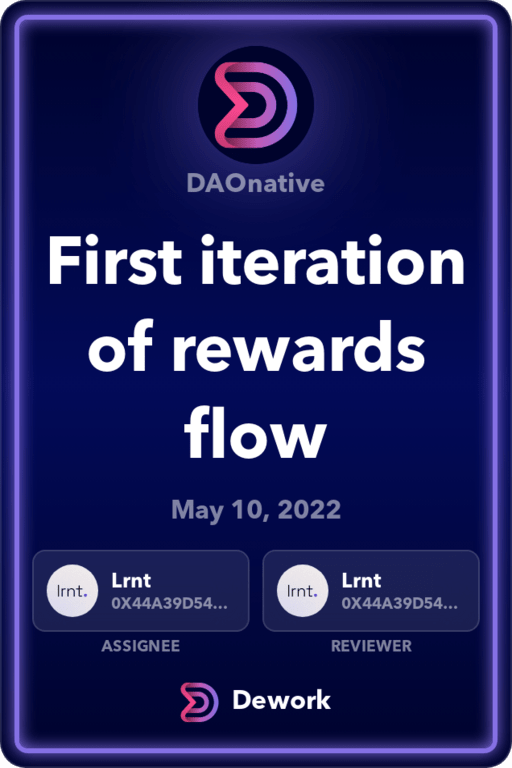 DAOnative
First iteration
of rewards
flow
May 10, 2022
lrnt.
Lrnt
0X44A39D54...
lrnt.
Lrnt
0X44A39D54...
ASSIGNEE
REVIEWER
Dework